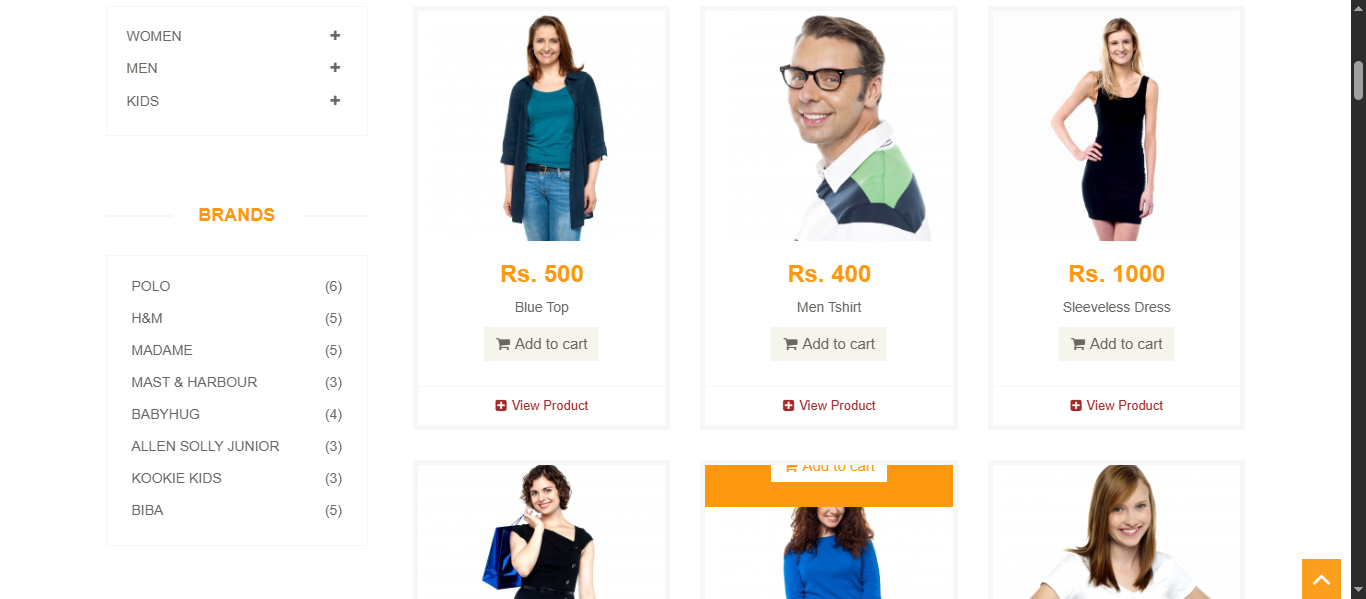 WOMEN
MEN
KIDS
BRANDS
POLO (6)
H&M (5)
MADAME (5)
MAST & HARBOUR (3)
BABYHUG (4)
ALLEN SOLLY JUNIOR (3)
KOOKIE KIDS (3)
BIBA (5)
Rs. 500
Blue Top
Add to cart
View Product
Rs. 400
Men Tshirt
Add to cart
View Product
Rs. 1000
Sleeveless Dress
Add to cart
View Product
Add to cart